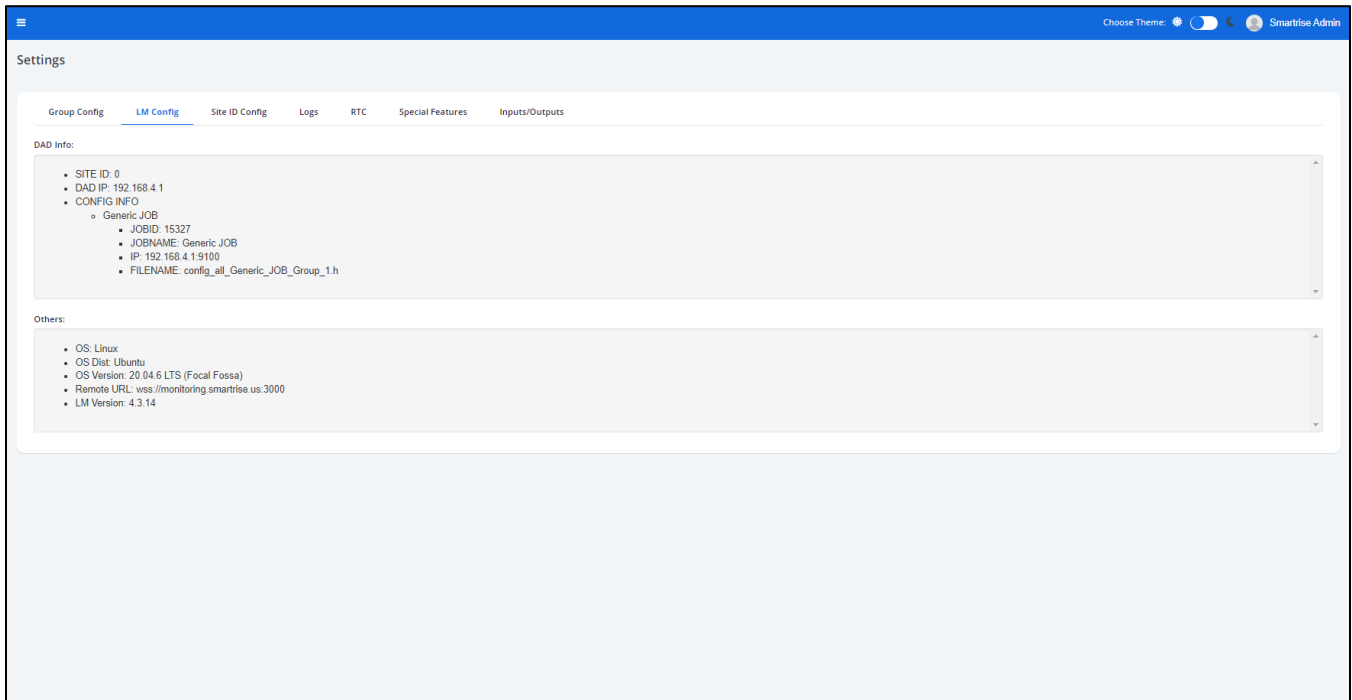 Choose Theme:
Smartrise Admin
Settings
Group Config LM Config Site ID Config Logs RTC Special Features Inputs/Outputs
DAD Info:
SITE ID: 0
DAD IP: 192.168.4.1
CONFIG INFO
Generic JOB
JOBID: 15327
JOBNAME: Generic JOB
IP: 192.168.4.1:9100
FILENAME: config_all_Generic_JOB_Group_1.h
Others:
OS: Linux
OS Dist: Ubuntu
OS Version: 20.04.6 LTS (Focal Fossa)
Remote URL: wss://monitoring.smartrise.us:3000
LM Version: 4.3.14